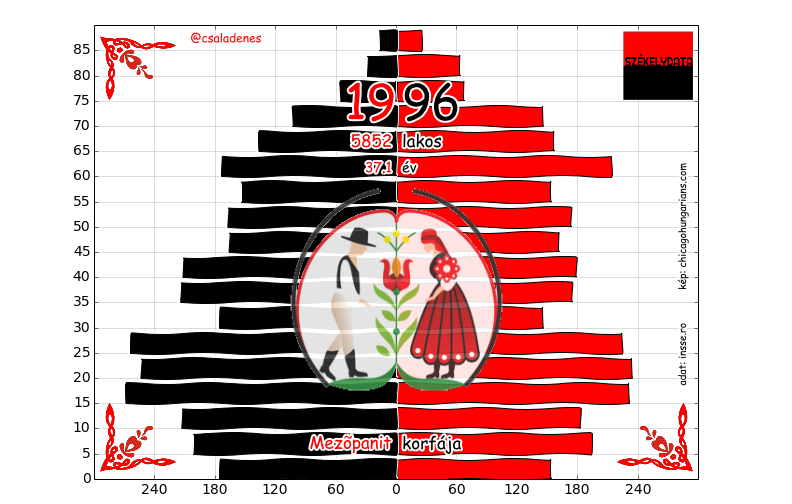 @csaladenes
SZÉKELYDATA
1996
5852 lakos
37.1 év
kép: chicagohungarians.com
adat: insse.ro
Mezõpanit korfája
85
80
75
70
65
60
55
50
45
40
35
30
25
20
15
10
5
0
240 180 120 60 0 60 120 180 240